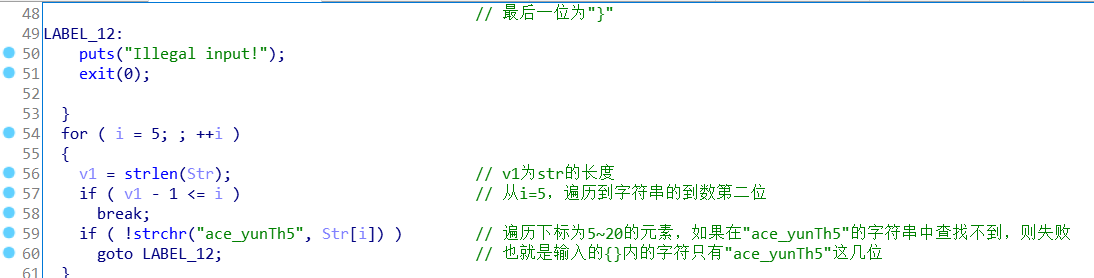 48 // 最后一位为"}"
49 LABEL_12:
50 puts("Illegal input!");
51 exit(0);
52
53 }
54 for ( i = 5; ; ++i )
55 {
56 v1 = strlen(Str); // v1为str的长度
57 if ( v1 - 1 <= i ) // 从i=5，遍历到字符串的到数第二位
58 break;
59 if ( !strchr("ace_yunTh5", Str[i]) ) // 遍历下标为5~20的元素，如果在"ace_yunTh5"的字符串中查找不到，则失败
60 goto LABEL_12; // 也就是输入的{}内的字符只有"ace_yunTh5"这几位
61 }